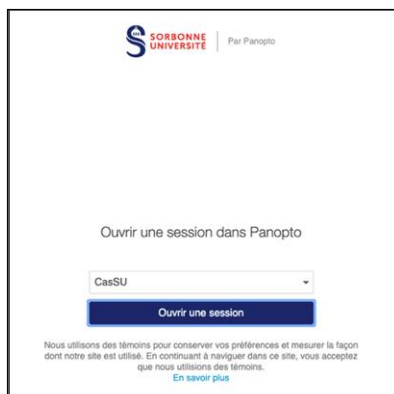 SORBONNE
UNIVERSITÉ
Par Panopto
Ouvrir une session dans Panopto
CasSU
Ouvrir une session
Nous utilisons des témoins pour conserver vos préférences et mesurer la façon
dont notre site est utilisé. En continuant à naviguer dans ce site, vous acceptez
que nous utilisions des témoins.
En savoir plus